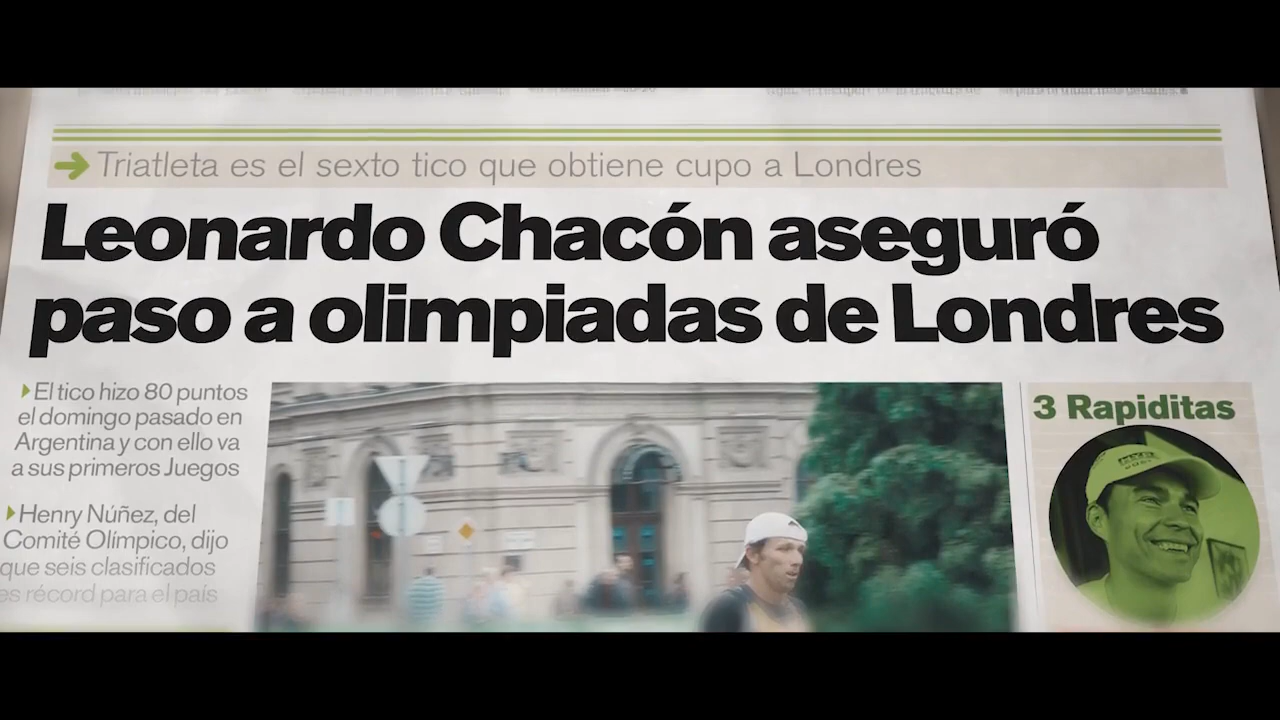 Triatleta es el sexto tico que obtiene cupo a Londres
Leonardo Chacón aseguró
paso a olimpiadas de Londres
El tico hizo 80 puntos
el domingo pasado en
Argentina y con ello va
a sus primeros Juegos
Henry Núñez, del
Comité Olímpico, dijo
que seis clasificados
es récord para el país
3 Rapiditas